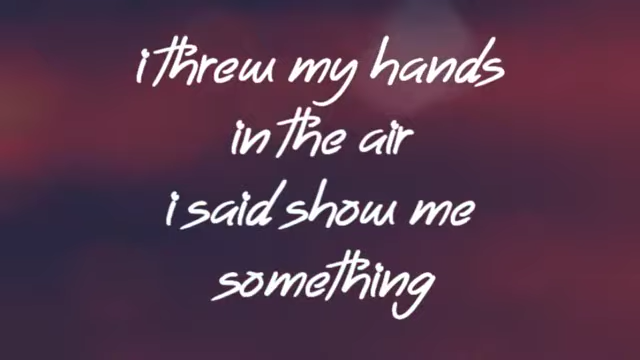 i threw my hands
in the air
i said show me
something